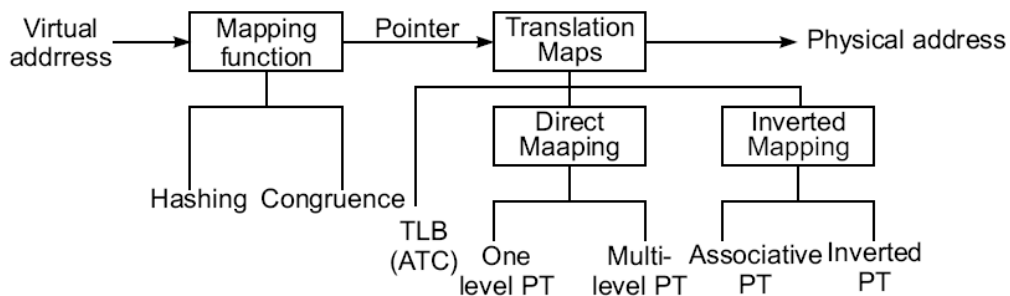 Virtual
addrress
Mapping
function
Pointer
Translation
Maps
Physical address
Direct
Maaping
Inverted
Mapping
Hashing
Congruence
TLB
(ATC)
One
level PT
Multi-
level PT
Associative
PT
Inverted
PT